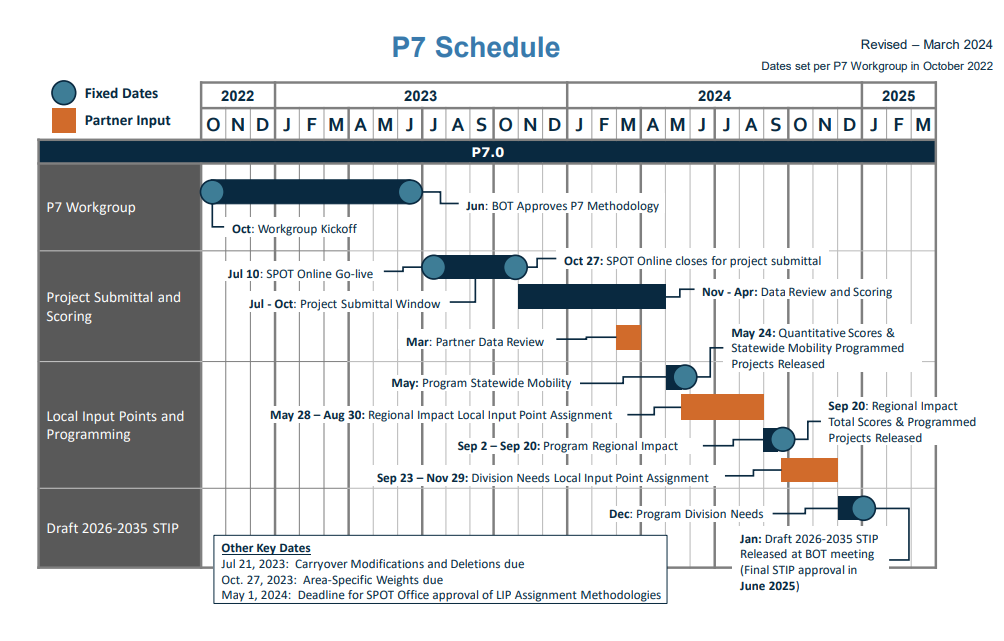 P7 Schedule
Revised – March 2024
Dates set per P7 Workgroup in October 2022
Fixed Dates
Partner Input
2022 2023 2024 2025
O N D J F M A M J J A S O N D J F M A M J J A S O N D J F M
P7.0
P7 Workgroup
Jun: BOT Approves P7 Methodology
Oct: Workgroup Kickoff
Project Submittal and
Scoring
Oct 27: SPOT Online closes for project submittal
Jul 10: SPOT Online Go-live
Nov - Apr: Data Review and Scoring
Jul - Oct: Project Submittal Window
Mar: Partner Data Review
May 24: Quantitative Scores &
Statewide Mobility Programmed
Projects Released
Local Input Points and
Programming
May: Program Statewide Mobility
May 28 – Aug 30: Regional Impact Local Input Point Assignment
Sep 20: Regional Impact
Total Scores & Programmed
Projects Released
Sep 2 – Sep 20: Program Regional Impact
Sep 23 – Nov 29: Division Needs Local Input Point Assignment
Draft 2026-2035 STIP
Dec: Program Division Needs
Jan: Draft 2026-2035 STIP
Released at BOT meeting
(Final STIP approval in
June 2025)
Other Key Dates
Jul 21, 2023: Carryover Modifications and Deletions due
Oct. 27, 2023: Area-Specific Weights due
May 1, 2024: Deadline for SPOT Office approval of LIP Assignment Methodologies